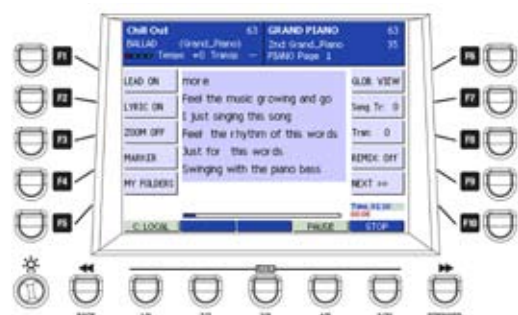 Chill Out 63 GRAND PIANO 63
BALLAD (Grand_Piano) 2nd Grand_Piano 35
Tempo =0 Transp — PIANO Page 1
F1
F2
F3
F4
F5
LEAD ON
LYRIC ON
ZOOM OFF
MARKER
MY FOLDERS
more
Feel the music growing and go
I just singing this song
Feel the rhythm of this words
Just for this words
Swinging with the piano bass
GLOB. VIEW
Song Tr: 0
Tran: 0
REMIX: Off
NEXT >>
F6
F7
F8
F9
F10
C.LOCAL PAUSE STOP